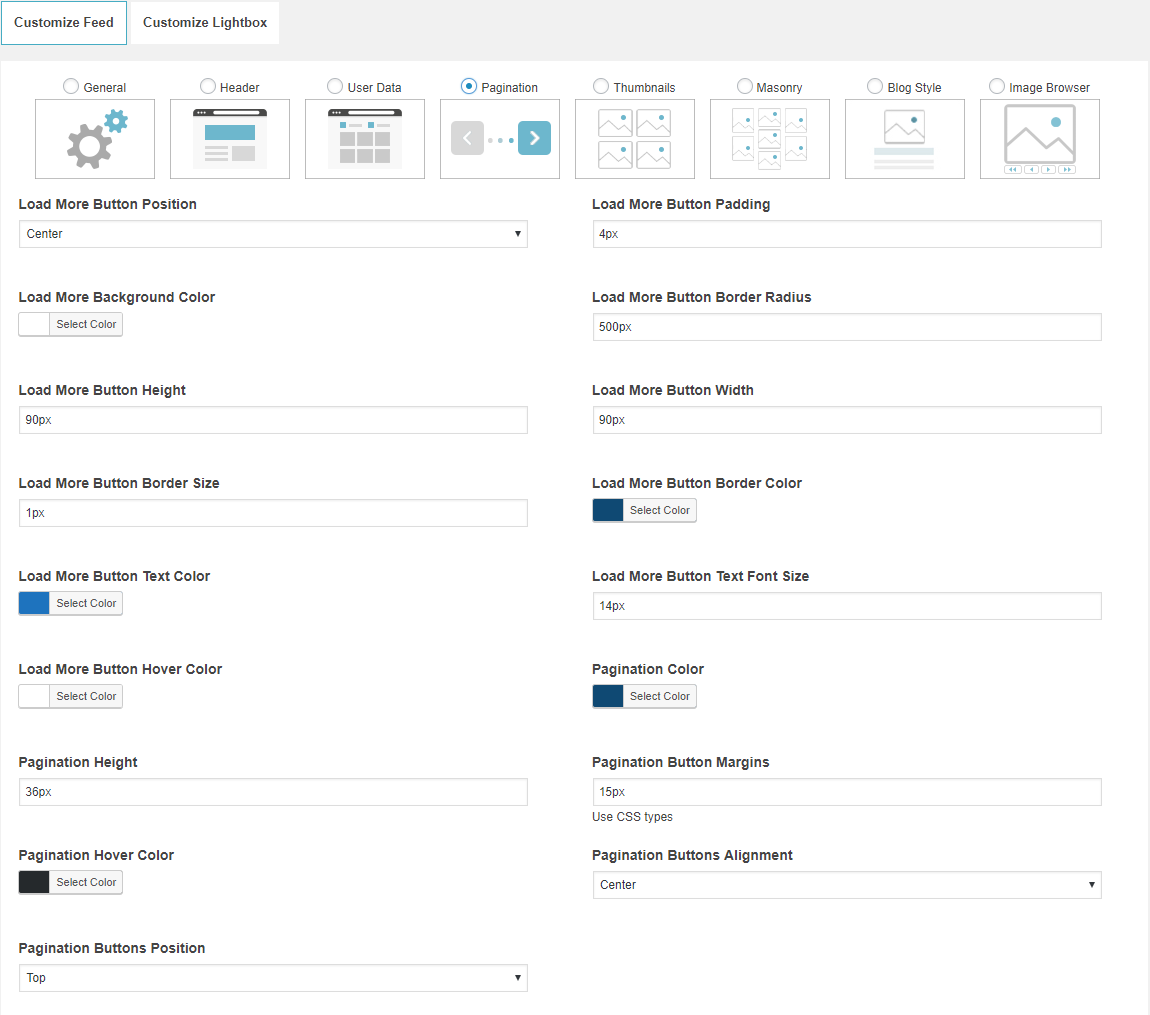 Customize Feed
Customize Lightbox
General
Header
User Data
Pagination
Thumbnails
Masonry
Blog Style
Image Browser
Load More Button Position
Load More Button Padding
Center
4px
Load More Background Color
Load More Button Border Radius
Select Color
500px
Load More Button Height
Load More Button Width
90px
90px
Load More Button Border Size
Load More Button Border Color
1px
Select Color
Load More Button Text Color
Load More Button Text Font Size
Select Color
14px
Load More Button Hover Color
Pagination Color
Select Color
Select Color
Pagination Height
Pagination Button Margins
36px
15px
Use CSS types
Pagination Hover Color
Pagination Buttons Alignment
Select Color
Center
Pagination Buttons Position
Top